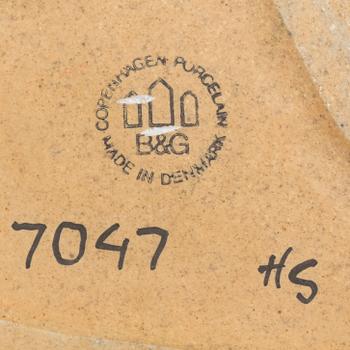 COPENHAGEN PORCELAIN
B&G
MADE IN DENMARK
7047
HS